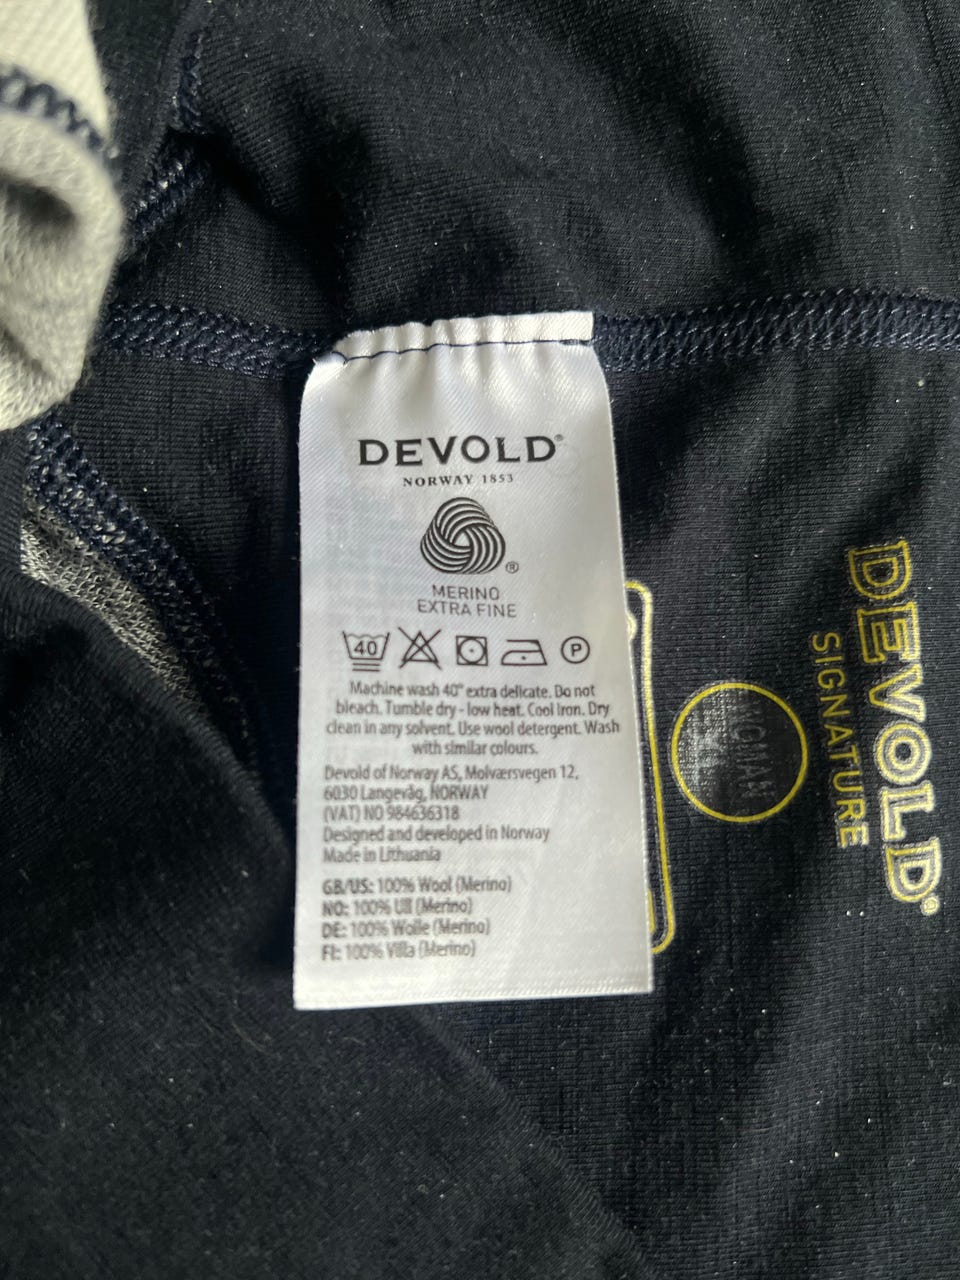 DEVOLD®
NORWAY 1853
®
MERINO
EXTRA FINE
40
P
Machine wash 40° extra delicate. Do not
bleach. Tumble dry - low heat. Cool Iron. Dry
clean in any solvent. Use wool detergent. Wash
with similar colours.
Devold of Norway AS, Molværsvegen 12,
6030 Langevåg, NORWAY
(VAT) NO 984636318
Designed and developed in Norway
Made in Lithuania
GB/US: 100% Wool (Merino)
NO: 100% Ull (Merino)
DE: 100% Wolle (Merino)
FI: 100% Villa (Merino)
DEVOLD®
SIGNATURE
WOMAN